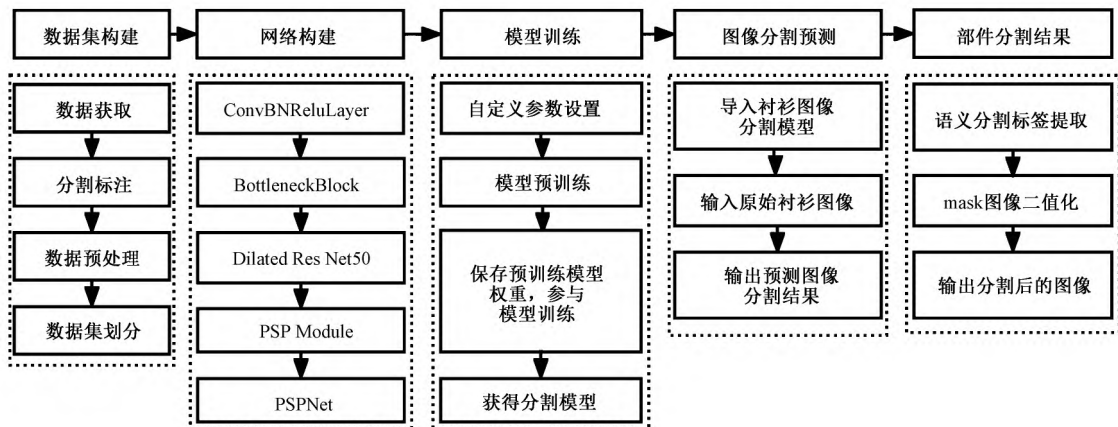 数据集构建
网络构建
模型训练
图像分割预测
部件分割结果
数据获取
分割标注
数据预处理
数据集划分
ConvBNReluLayer
BottleneckBlock
Dilated Res Net50
PSP Module
PSPNet
自定义参数设置
模型预训练
保存预训练模型
权重，参与
模型训练
获得分割模型
导入衬衫图像
分割模型
输入原始衬衫图像
输出预测图像
分割结果
语义分割标签提取
mask图像二值化
输出分割后的图像